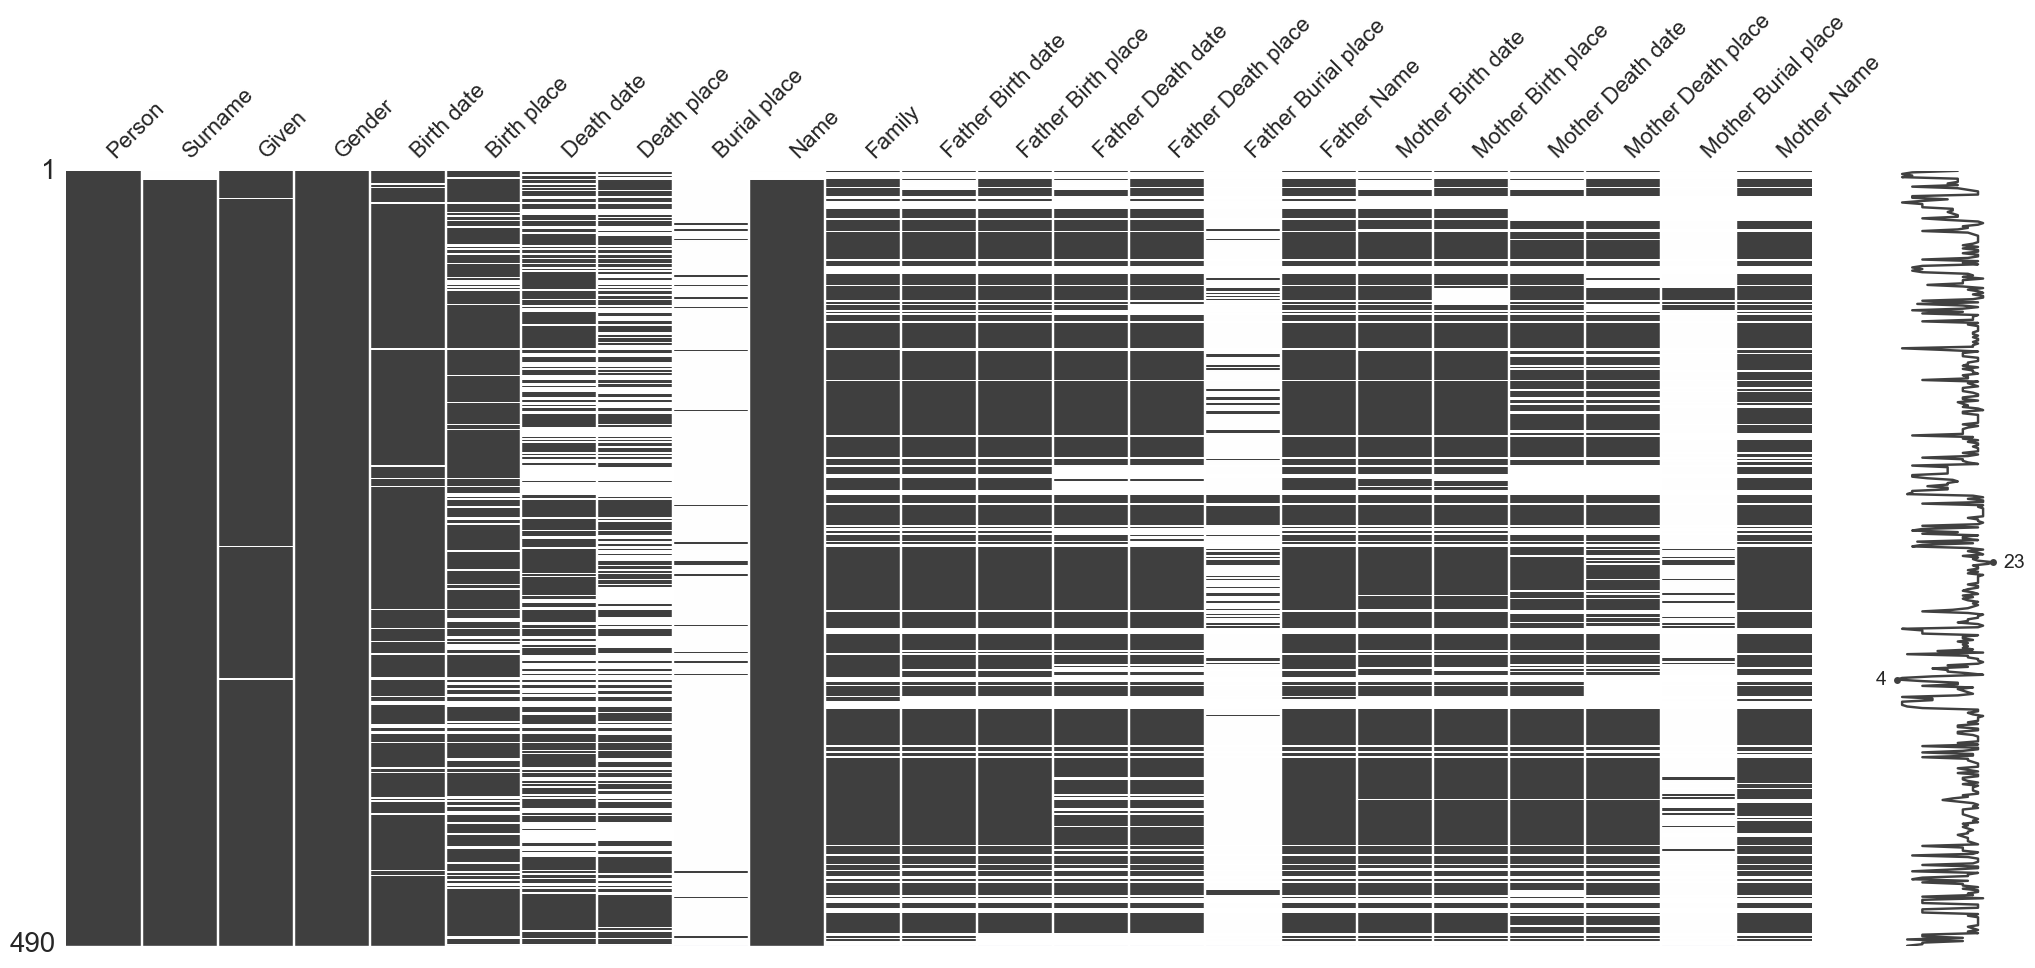 Person
Surname
Given
Gender
Birth date
Birth place
Death date
Death place
Burial place
Name
Familly
Father Birth date
Father Birth place
Father Death date
Father Death place
Father Burial place
Father Name
Mother Birth date
Mother Birth place
Mother Death date
Mother Death place
Mother Burial place
Mother Name
1
23
4
490